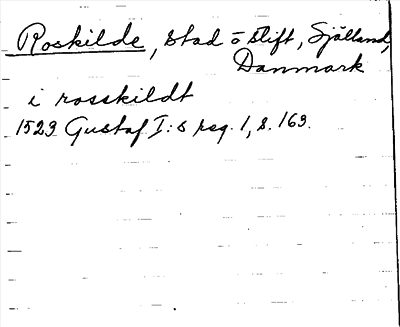 Roskilde, stad o stift, Själland,
Danmark
i rosskildt
1523 Gustaf I:s reg. 1, s. 163.